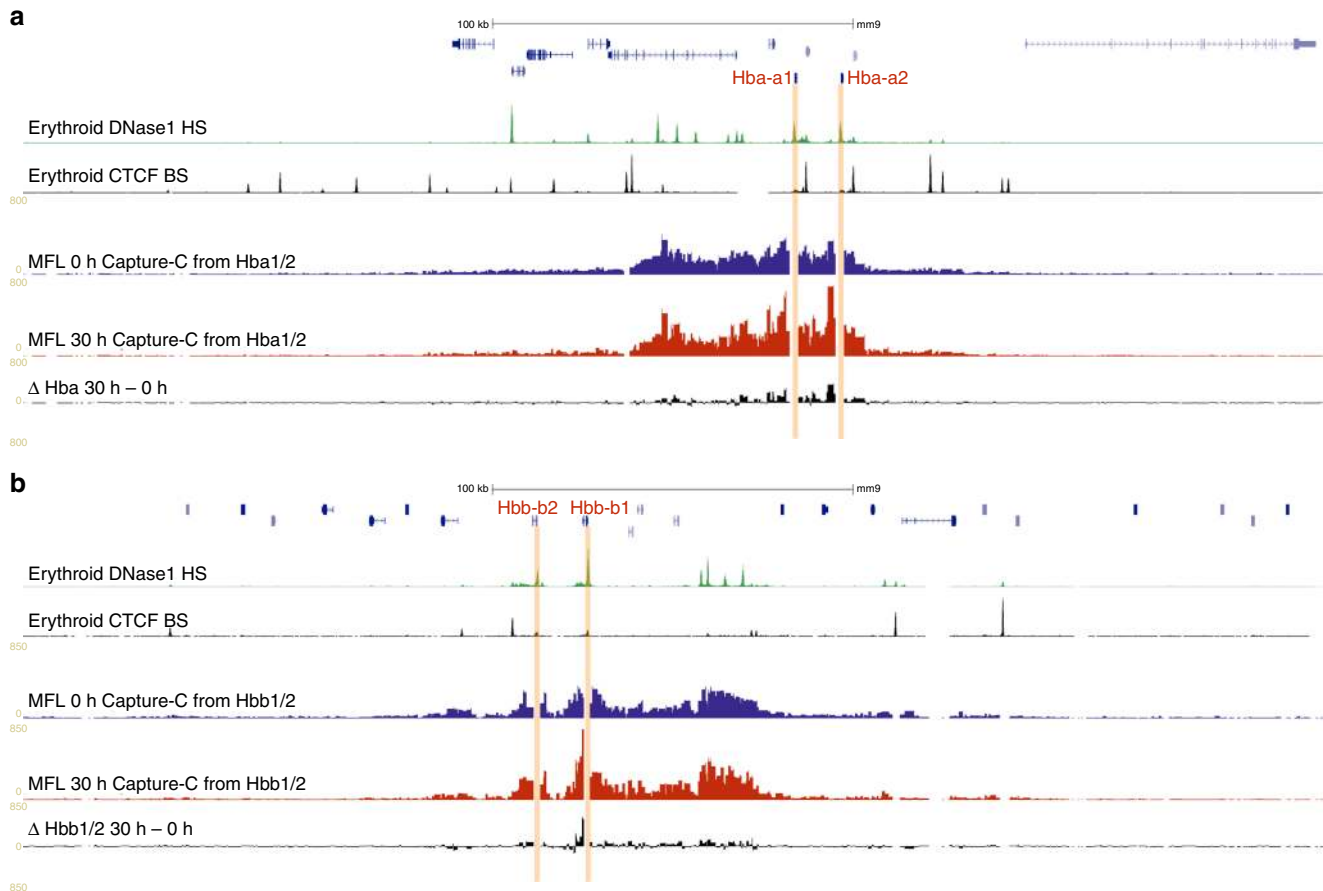 a
100 kb
mm9
Hba-a1
Hba-a2
Erythroid DNase1 HS
Erythroid CTCF BS
800
MFL 0 h Capture-C from Hba1/2
0
800
MFL 30 h Capture-C from Hba1/2
0
800
Δ Hba 30 h – 0 h
0
800
b
100 kb
mm9
Hbb-b2
Hbb-b1
Erythroid DNase1 HS
Erythroid CTCF BS
850
MFL 0 h Capture-C from Hbb1/2
0
850
MFL 30 h Capture-C from Hbb1/2
0
850
Δ Hbb1/2 30 h – 0 h
0
850